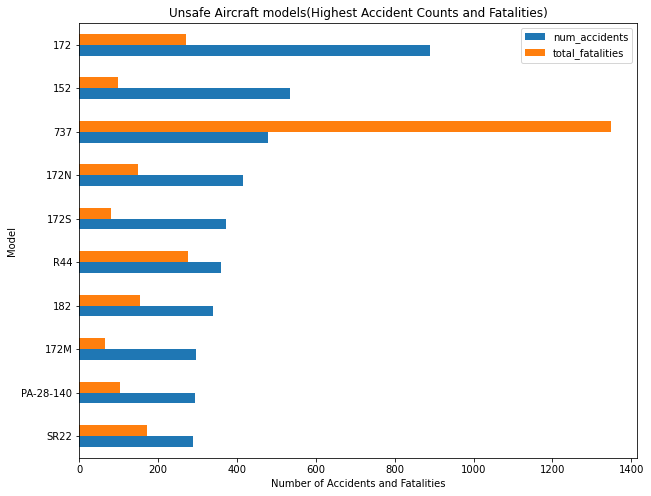 Unsafe Aircraft models(Highest Accident Counts and Fatalities)
num_accidents
total_fatalities
Model
172
152
737
172N
172S
R44
182
172M
PA-28-140
SR22
0 200 400 600 800 1000 1200 1400
Number of Accidents and Fatalities